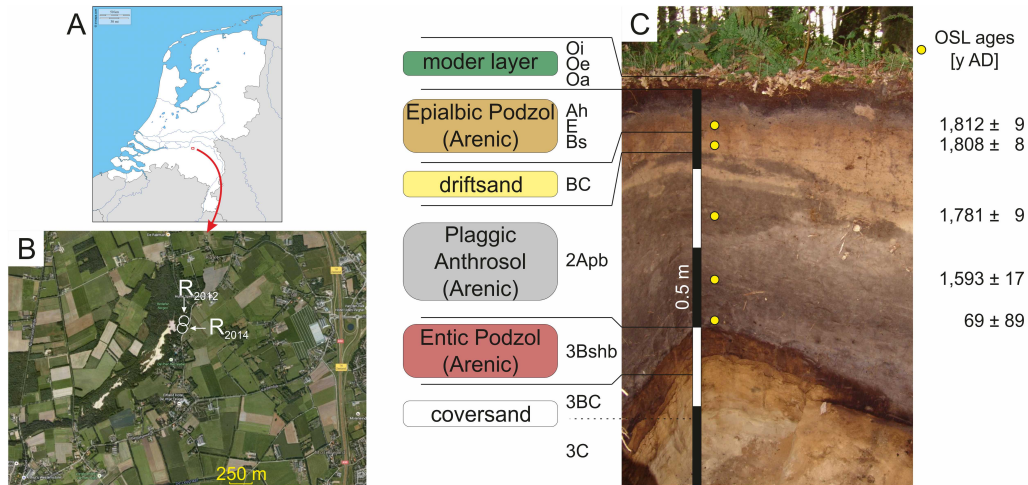 A
B
R2012
R2014
250 m
moder layer
Oi
Oe
Oa
Epialbic Podzol
(Arenic)
Ah
E
Bs
driftsand
BC
Plaggic
Anthrosol
(Arenic)
2Apb
Entic Podzol
(Arenic)
3Bshb
coversand
3BC
3C
C
0.5 m
OSL ages
[y AD]
1,812 ± 9
1,808 ± 8
1,781 ± 9
1,593 ± 17
69 ± 89